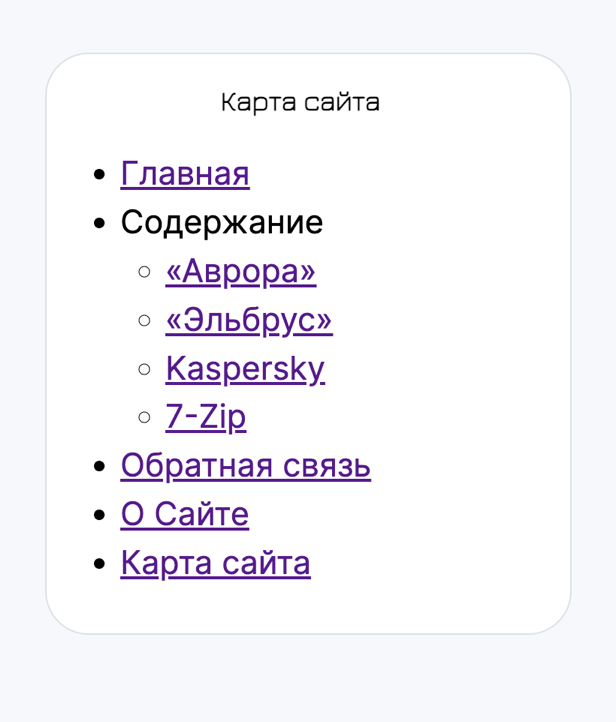 Карта сайта
Главная
Содержание
«Аврора»
«Эльбрус»
Kaspersky
7-Zip
Обратная связь
О Сайте
Карта сайта